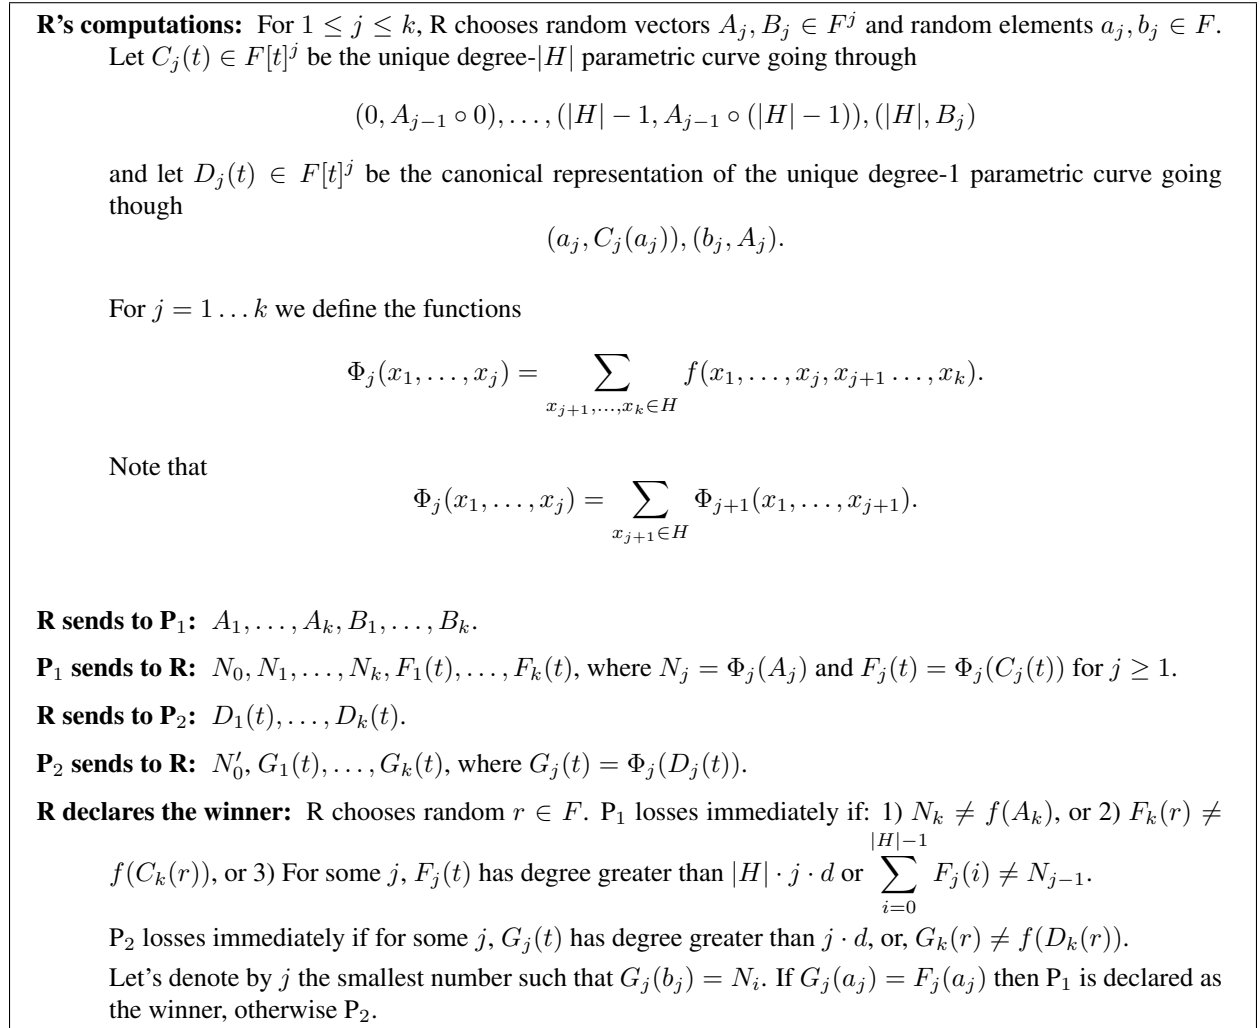 R's computations: For 1 ≤ j ≤ k, R chooses random vectors A_j, B_j ∈ F^j and random elements a_j, b_j ∈ F.
Let C_j(t) ∈ F[t]^j be the unique degree-|H| parametric curve going through
(0, A_{j−1} ∘ 0), . . . , (|H| − 1, A_{j−1} ∘ (|H| − 1)), (|H|, B_j)
and let D_j(t) ∈ F[t]^j be the canonical representation of the unique degree-1 parametric curve going
though
(a_j, C_j(a_j)), (b_j, A_j).
For j = 1 . . . k we define the functions
Φ_j(x_1, . . . , x_j) = ∑_{x_{j+1},...,x_k∈H} f(x_1, . . . , x_j, x_{j+1} . . . , x_k).
Note that
Φ_j(x_1, . . . , x_j) = ∑_{x_{j+1}∈H} Φ_{j+1}(x_1, . . . , x_{j+1}).
R sends to P_1: A_1, . . . , A_k, B_1, . . . , B_k.
P_1 sends to R: N_0, N_1, . . . , N_k, F_1(t), . . . , F_k(t), where N_j = Φ_j(A_j) and F_j(t) = Φ_j(C_j(t)) for j ≥ 1.
R sends to P_2: D_1(t), . . . , D_k(t).
P_2 sends to R: N′_0, G_1(t), . . . , G_k(t), where G_j(t) = Φ_j(D_j(t)).
R declares the winner: R chooses random r ∈ F. P_1 losses immediately if: 1) N_k ≠ f(A_k), or 2) F_k(r) ≠
f(C_k(r)), or 3) For some j, F_j(t) has degree greater than |H| · j · d or ∑_{i=0}^{|H|−1} F_j(i) ≠ N_{j−1}.
P_2 losses immediately if for some j, G_j(t) has degree greater than j · d, or, G_k(r) ≠ f(D_k(r)).
Let's denote by j the smallest number such that G_j(b_j) = N_i. If G_j(a_j) = F_j(a_j) then P_1 is declared as
the winner, otherwise P_2.